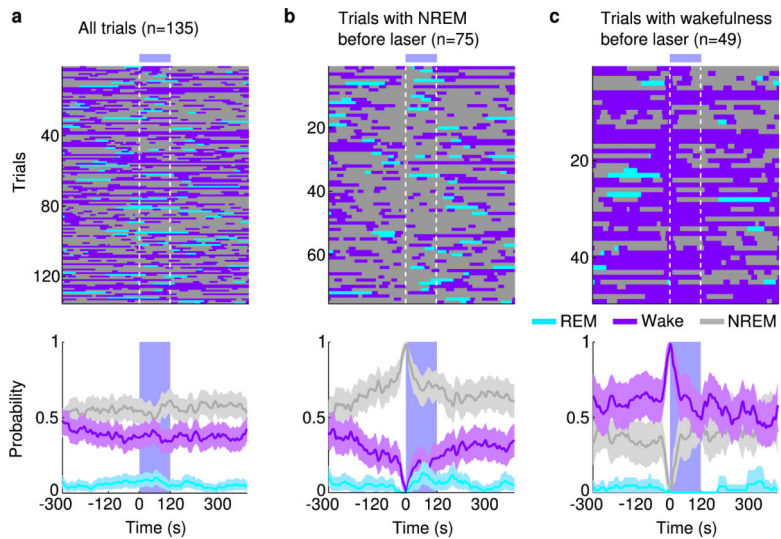 a
All trials (n=135)
b
Trials with NREM
before laser (n=75)
c
Trials with wakefulness
before laser (n=49)
Trials
40
80
120
20
40
60
20
40
REM
Wake
NREM
Probability
1
0.5
0
-300 -120 0 120 300
Time (s)
1
0.5
0
-300 -120 0 120 300
Time (s)
1
0.5
0
-300 -120 0 120 300
Time (s)